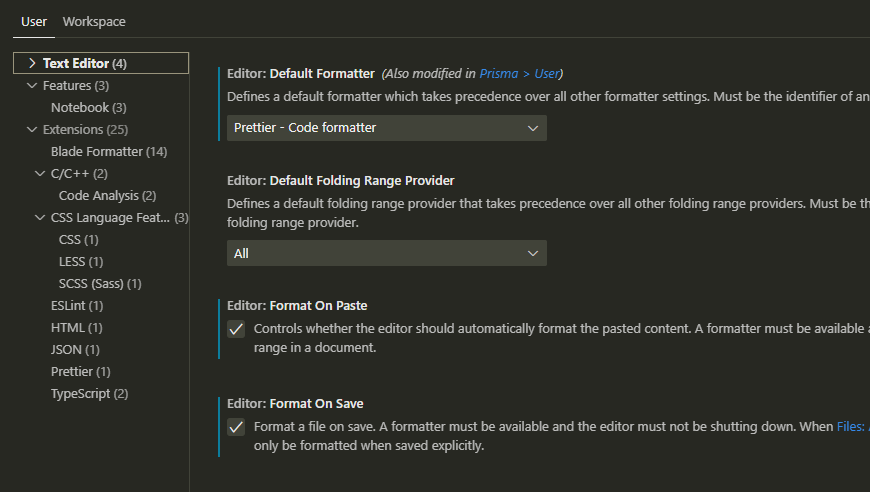 User Workspace
Text Editor (4)
Features (3)
Notebook (3)
Extensions (25)
Blade Formatter (14)
C/C++ (2)
Code Analysis (2)
CSS Language Feat... (3)
CSS (1)
LESS (1)
SCSS (Sass) (1)
ESLint (1)
HTML (1)
JSON (1)
Prettier (1)
TypeScript (2)
Editor: Default Formatter (Also modified in Prisma > User)
Defines a default formatter which takes precedence over all other formatter settings. Must be the identifier of an
Prettier - Code formatter
Editor: Default Folding Range Provider
Defines a default folding range provider that takes precedence over all other folding range providers. Must be th
folding range provider.
All
Editor: Format On Paste
Controls whether the editor should automatically format the pasted content. A formatter must be available a
range in a document.
Editor: Format On Save
Format a file on save. A formatter must be available and the editor must not be shutting down. When Files:
only be formatted when saved explicitly.